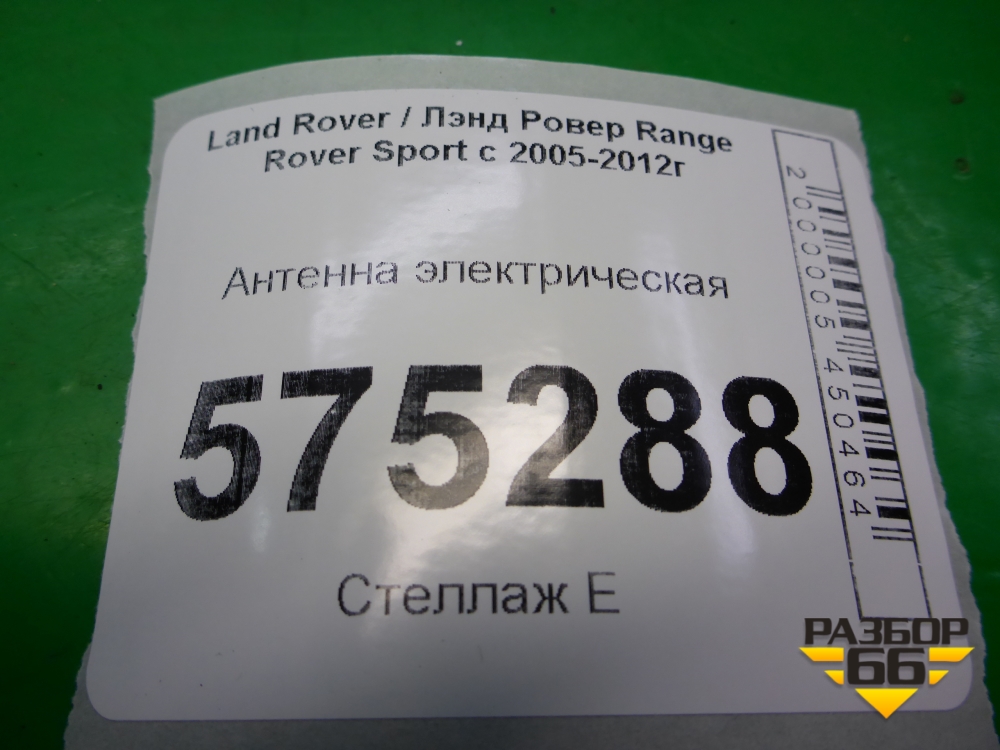 Land Rover / Лэнд Ровер Range
Rover Sport с 2005-2012г
Антенна электрическая
575288
Стеллаж Е
2000005450464
РАЗБОР
66